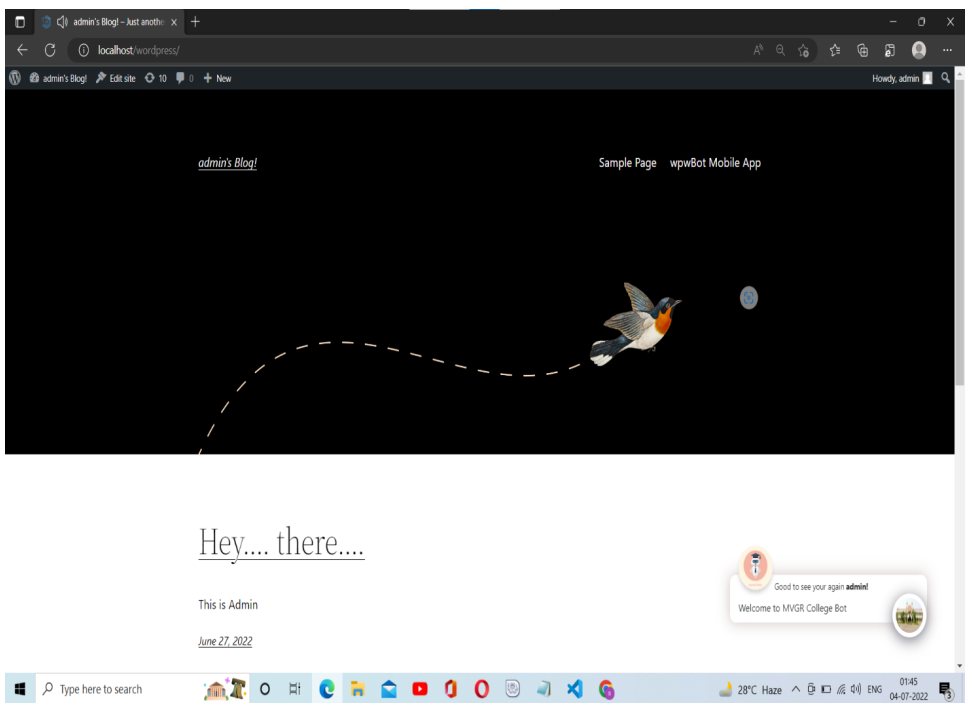 admin's Blog! – Just anothe
localhost/wordpress/
admin's Blog! Edit site 10 0 New Howdy, admin
admin's Blog! Sample Page wpwBot Mobile App
Hey.... there....
This is Admin
June 27, 2022
Good to see your again admin!
Welcome to MVGR College Bot
Type here to search 28°C Haze ENG 01:45
04-07-2022
3